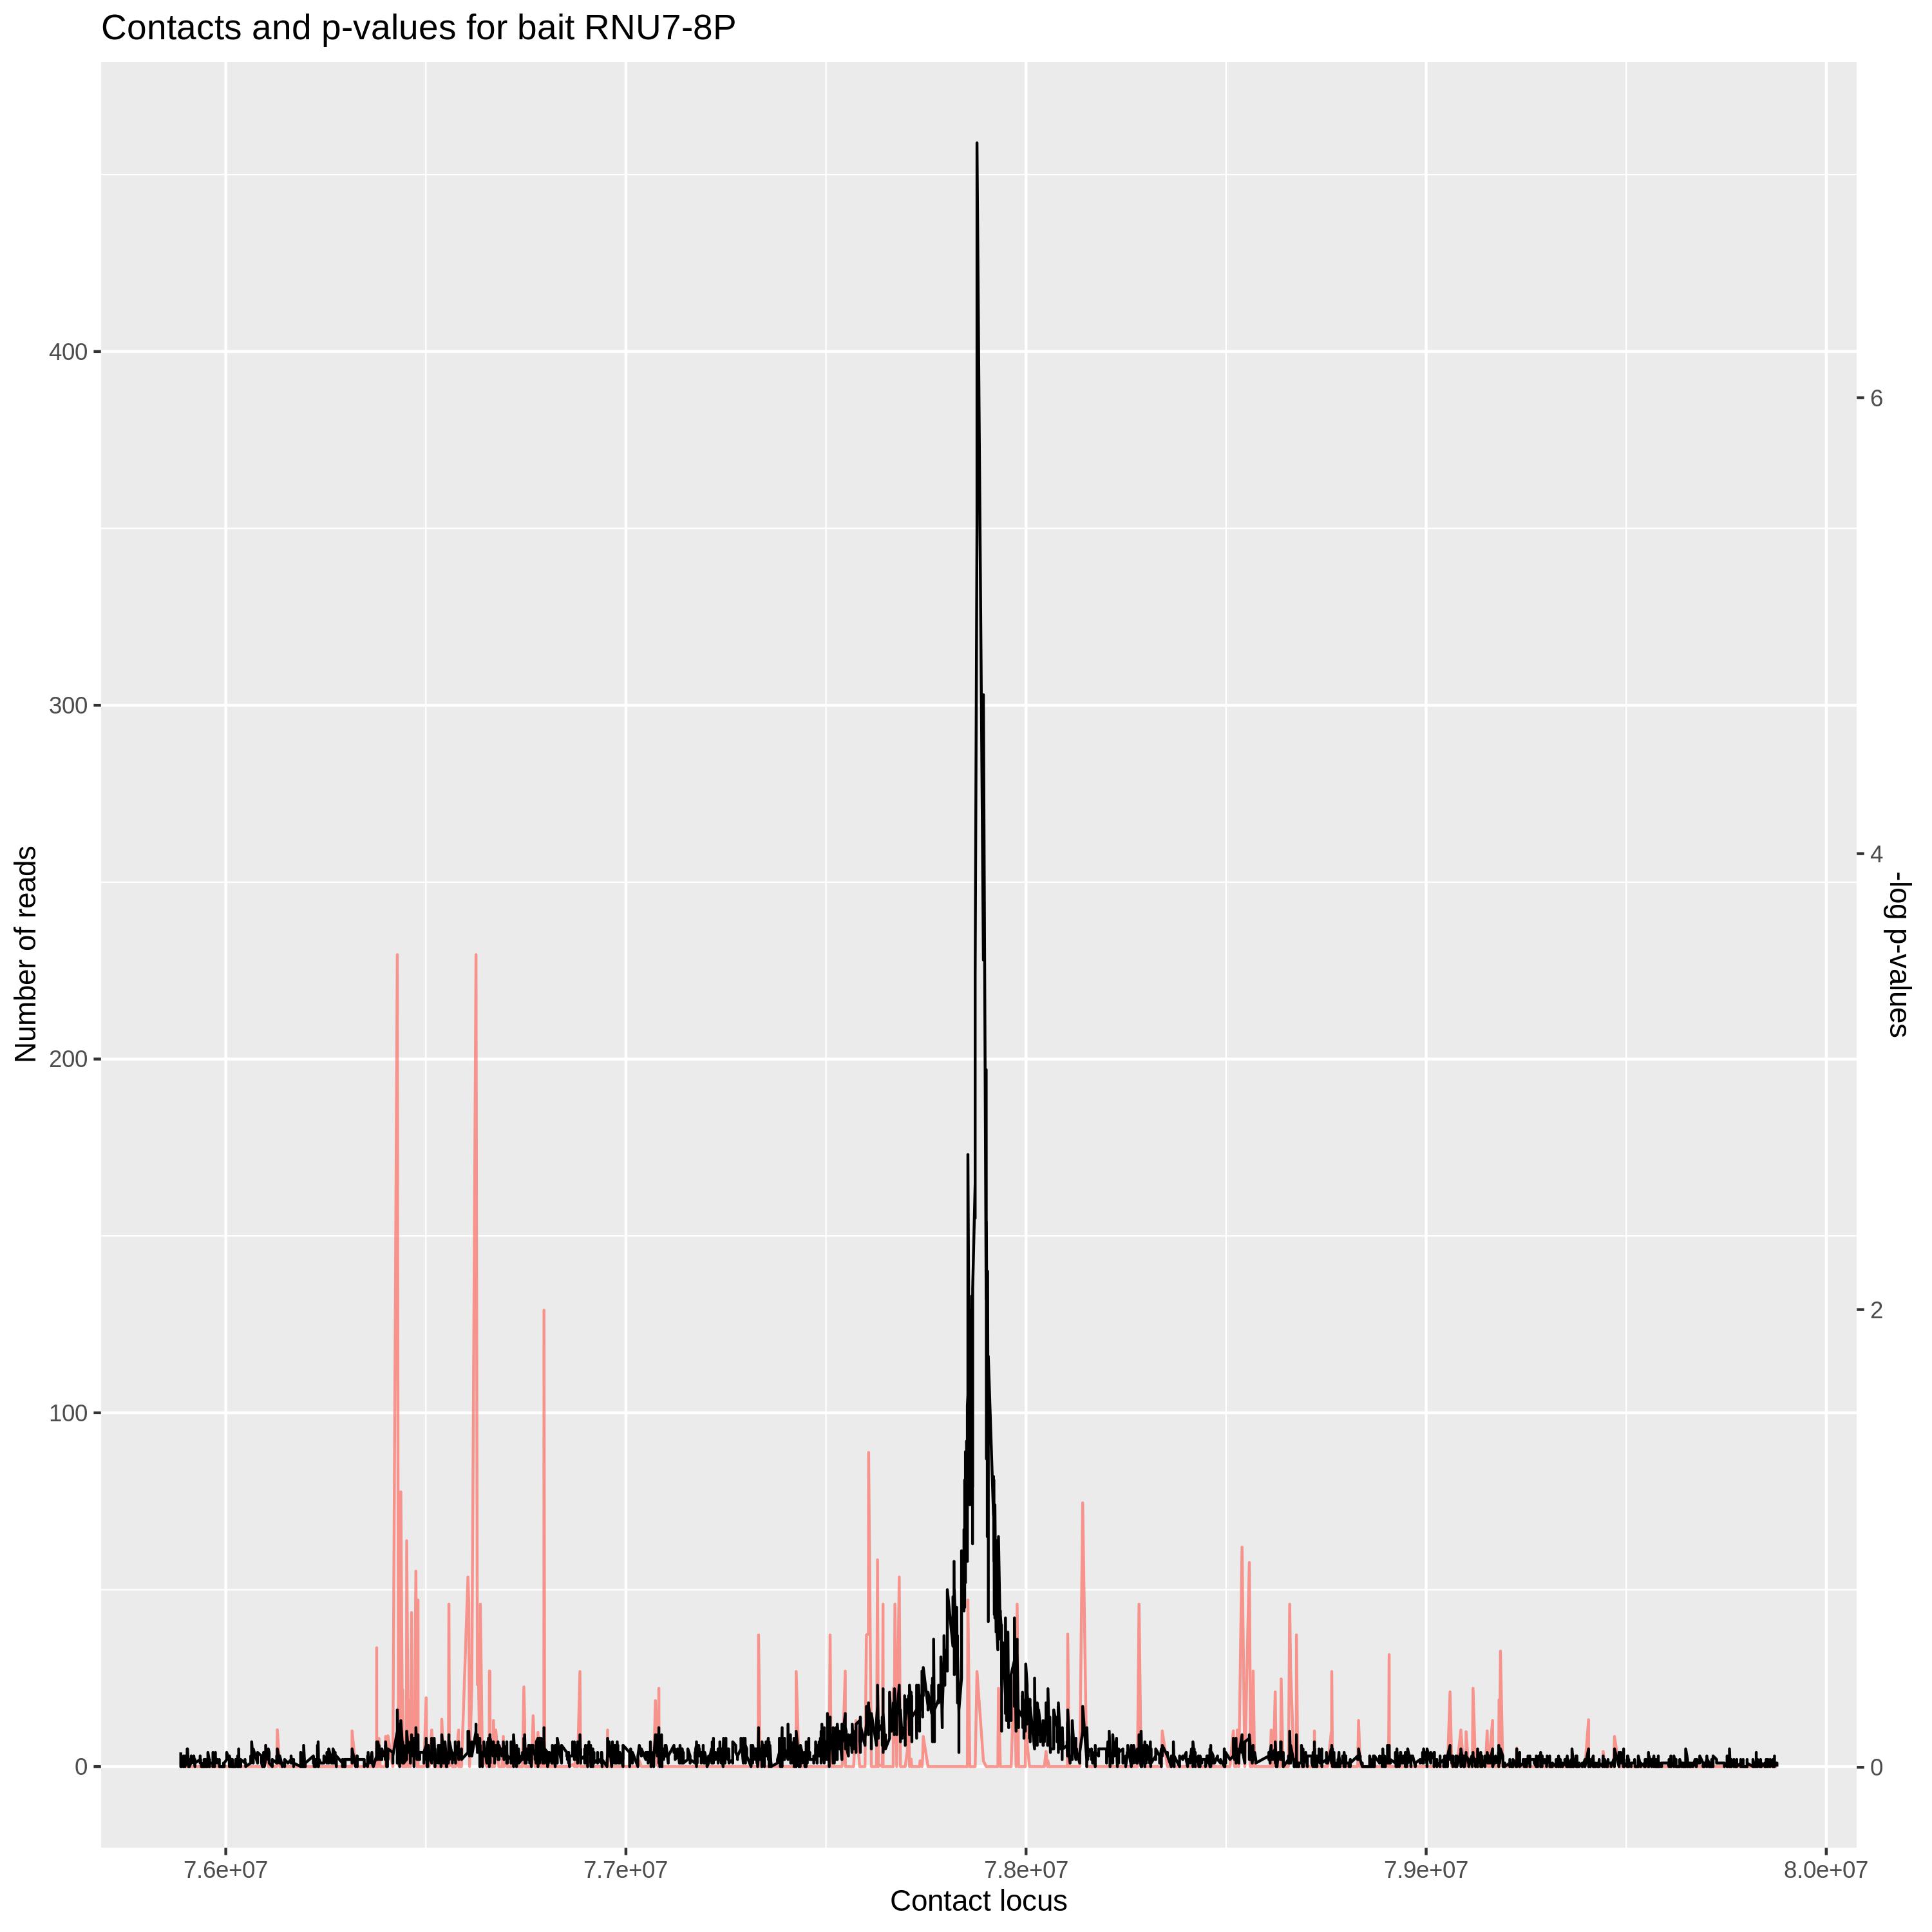 Contacts and p-values for bait RNU7-8P
400
300
200
100
0
Number of reads
6
4
2
0
-log p-values
7.6e+07
7.7e+07
7.8e+07
7.9e+07
8.0e+07
Contact locus